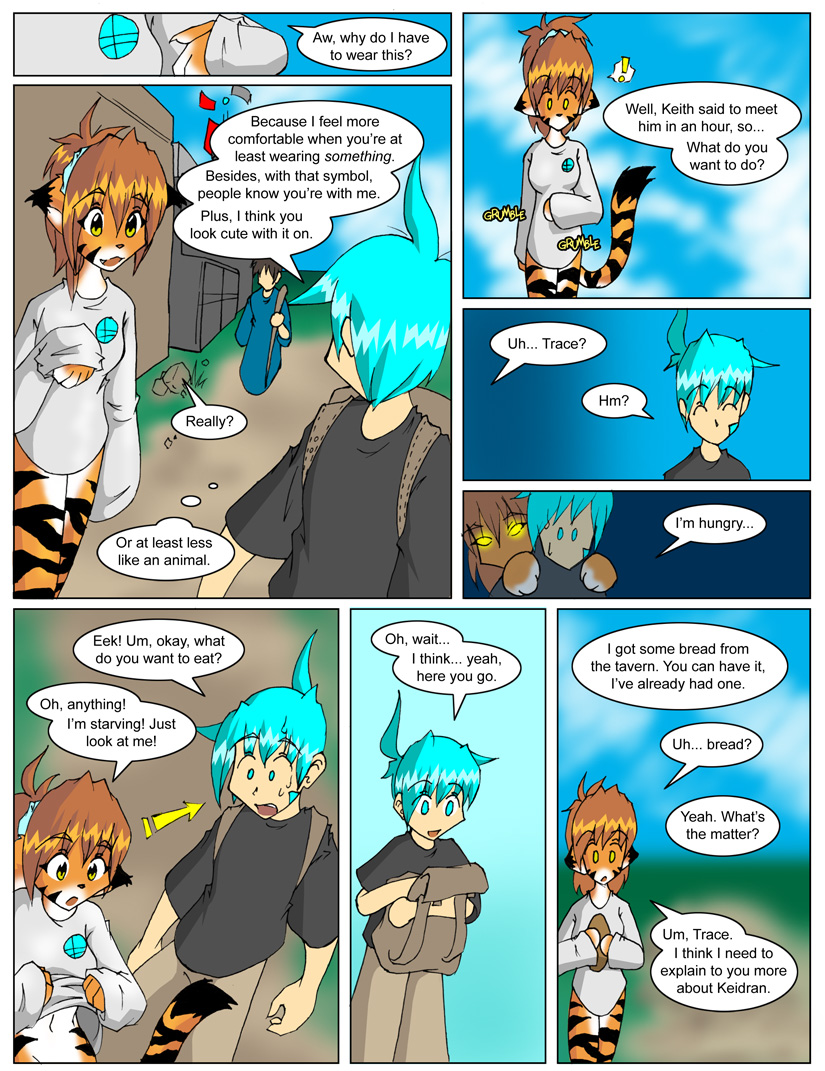 Aw, why do I have
to wear this?
Because I feel more
comfortable when you're at
least wearing something.
Besides, with that symbol,
people know you're with me.
Plus, I think you
look cute with it on.
Really?
Or at least less
like an animal.
!
Well, Keith said to meet
him in an hour, so...
What do you
want to do?
GRUMBLE
GRUMBLE
Uh... Trace?
Hm?
I'm hungry...
Eek! Um, okay, what
do you want to eat?
Oh, anything!
I'm starving! Just
look at me!
Oh, wait...
I think... yeah,
here you go.
I got some bread from
the tavern. You can have it,
I've already had one.
Uh... bread?
Yeah. What's
the matter?
Um, Trace.
I think I need to
explain to you more
about Keidran.